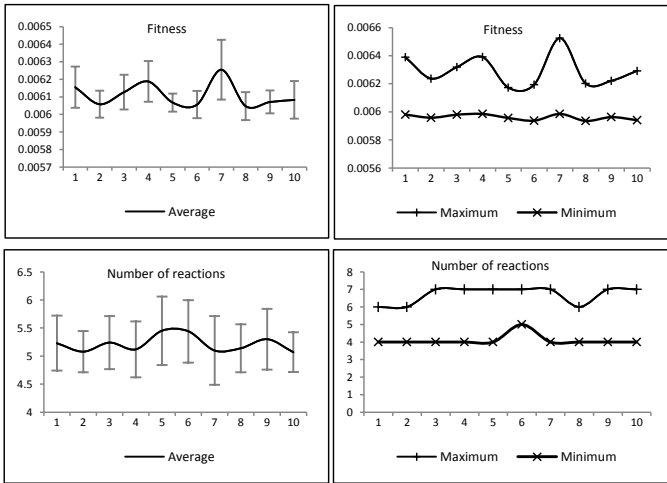 Fitness
0.0065
0.0064
0.0063
0.0062
0.0061
0.006
0.0059
0.0058
0.0057
1 2 3 4 5 6 7 8 9 10
Average
Fitness
0.0066
0.0064
0.0062
0.006
0.0058
0.0056
1 2 3 4 5 6 7 8 9 10
Maximum Minimum
Number of reactions
6.5
6
5.5
5
4.5
4
1 2 3 4 5 6 7 8 9 10
Average
Number of reactions
8
7
6
5
4
3
2
1
0
1 2 3 4 5 6 7 8 9 10
Maximum Minimum